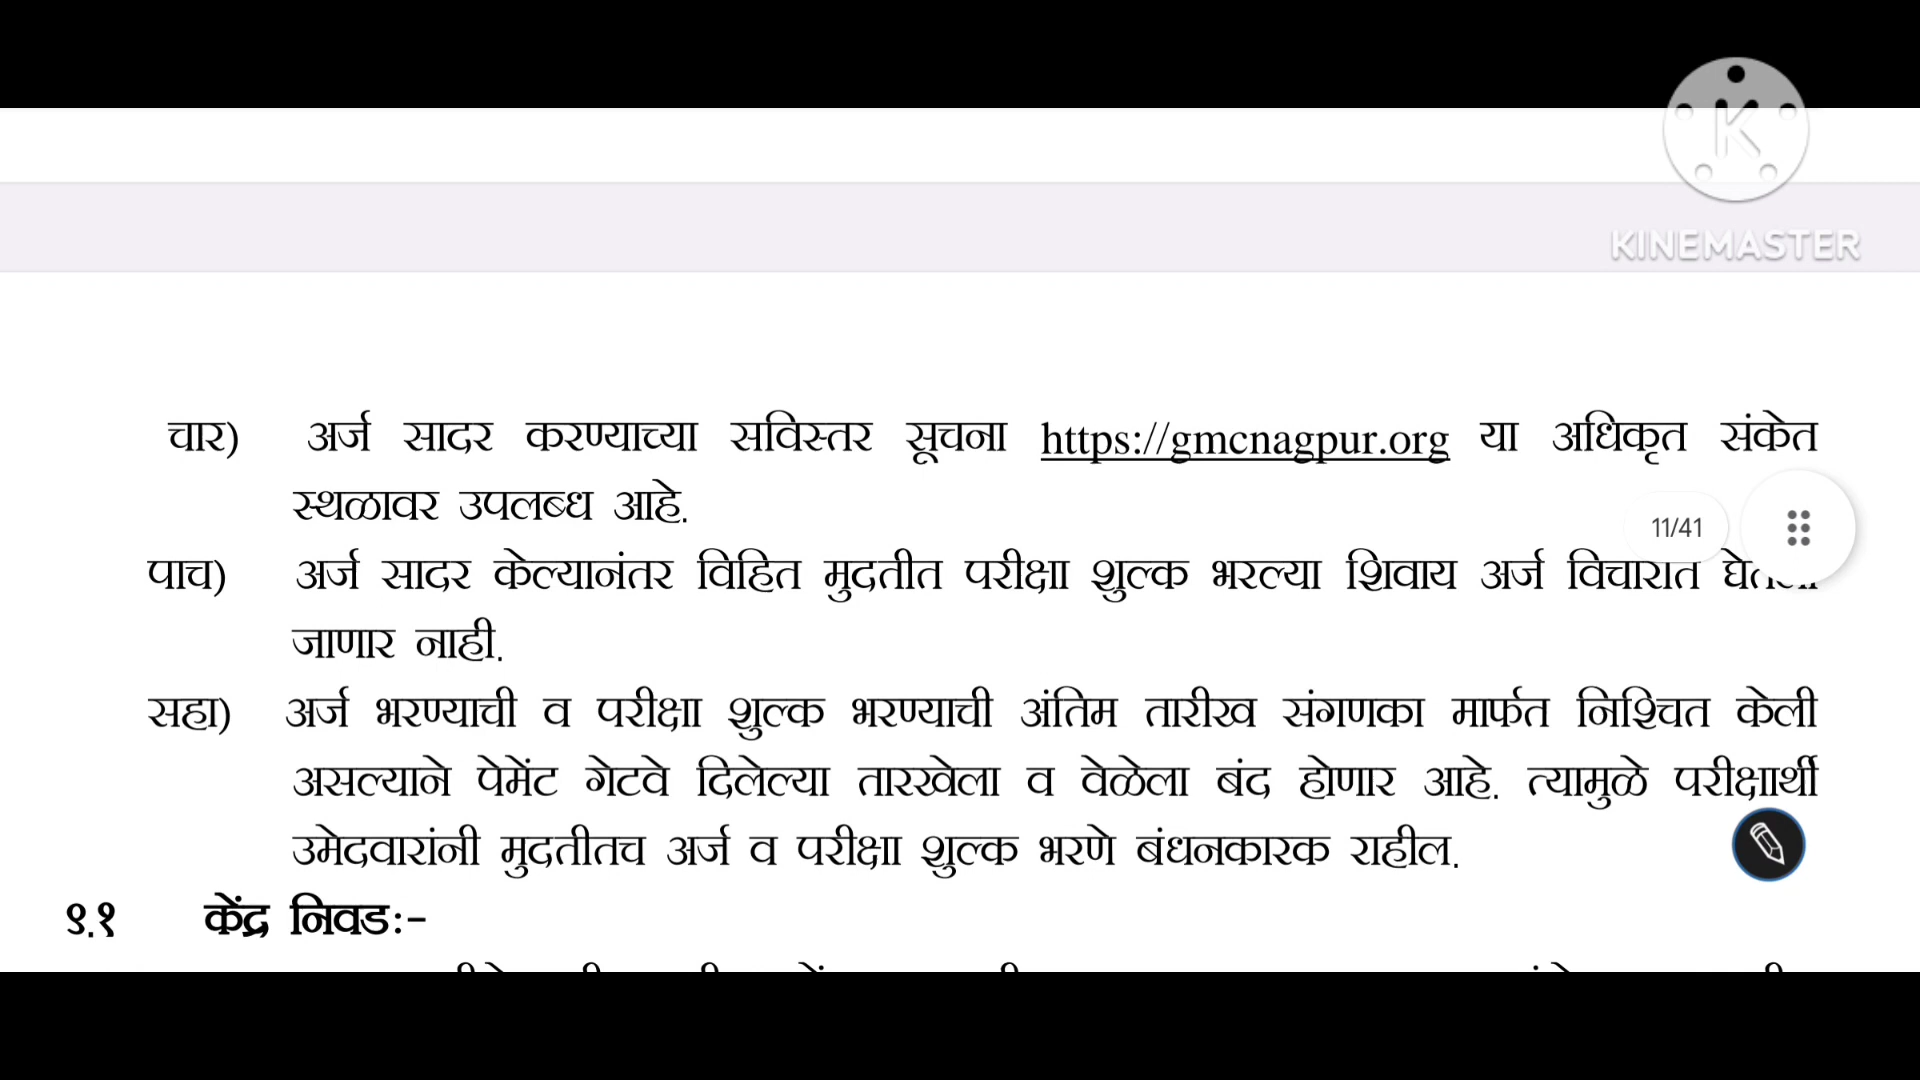 K
KINEMASTER
चार) अर्ज सादर करण्याच्या सविस्तर सूचना https://gmcnagpur.org या अधिकृत संकेत
स्थळावर उपलब्ध आहे.
11/41
पाच) अर्ज सादर केल्यानंतर विहित मुदतीत परीक्षा शुल्क भरल्या शिवाय अर्ज विचारात
जाणार नाही.
सहा) अर्ज भरण्याची व परीक्षा शुल्क भरण्याची अंतिम तारीख संगणका मार्फत निश्चित केली
असल्याने पेमेंट गेटवे दिलेल्या तारखेला व वेळेला बंद होणार आहे. त्यामुळे परीक्षार्थी
उमेदवारांनी मुदतीतच अर्ज व परीक्षा शुल्क भरणे बंधनकारक राहील.
९.१ केंद्र निवड:-